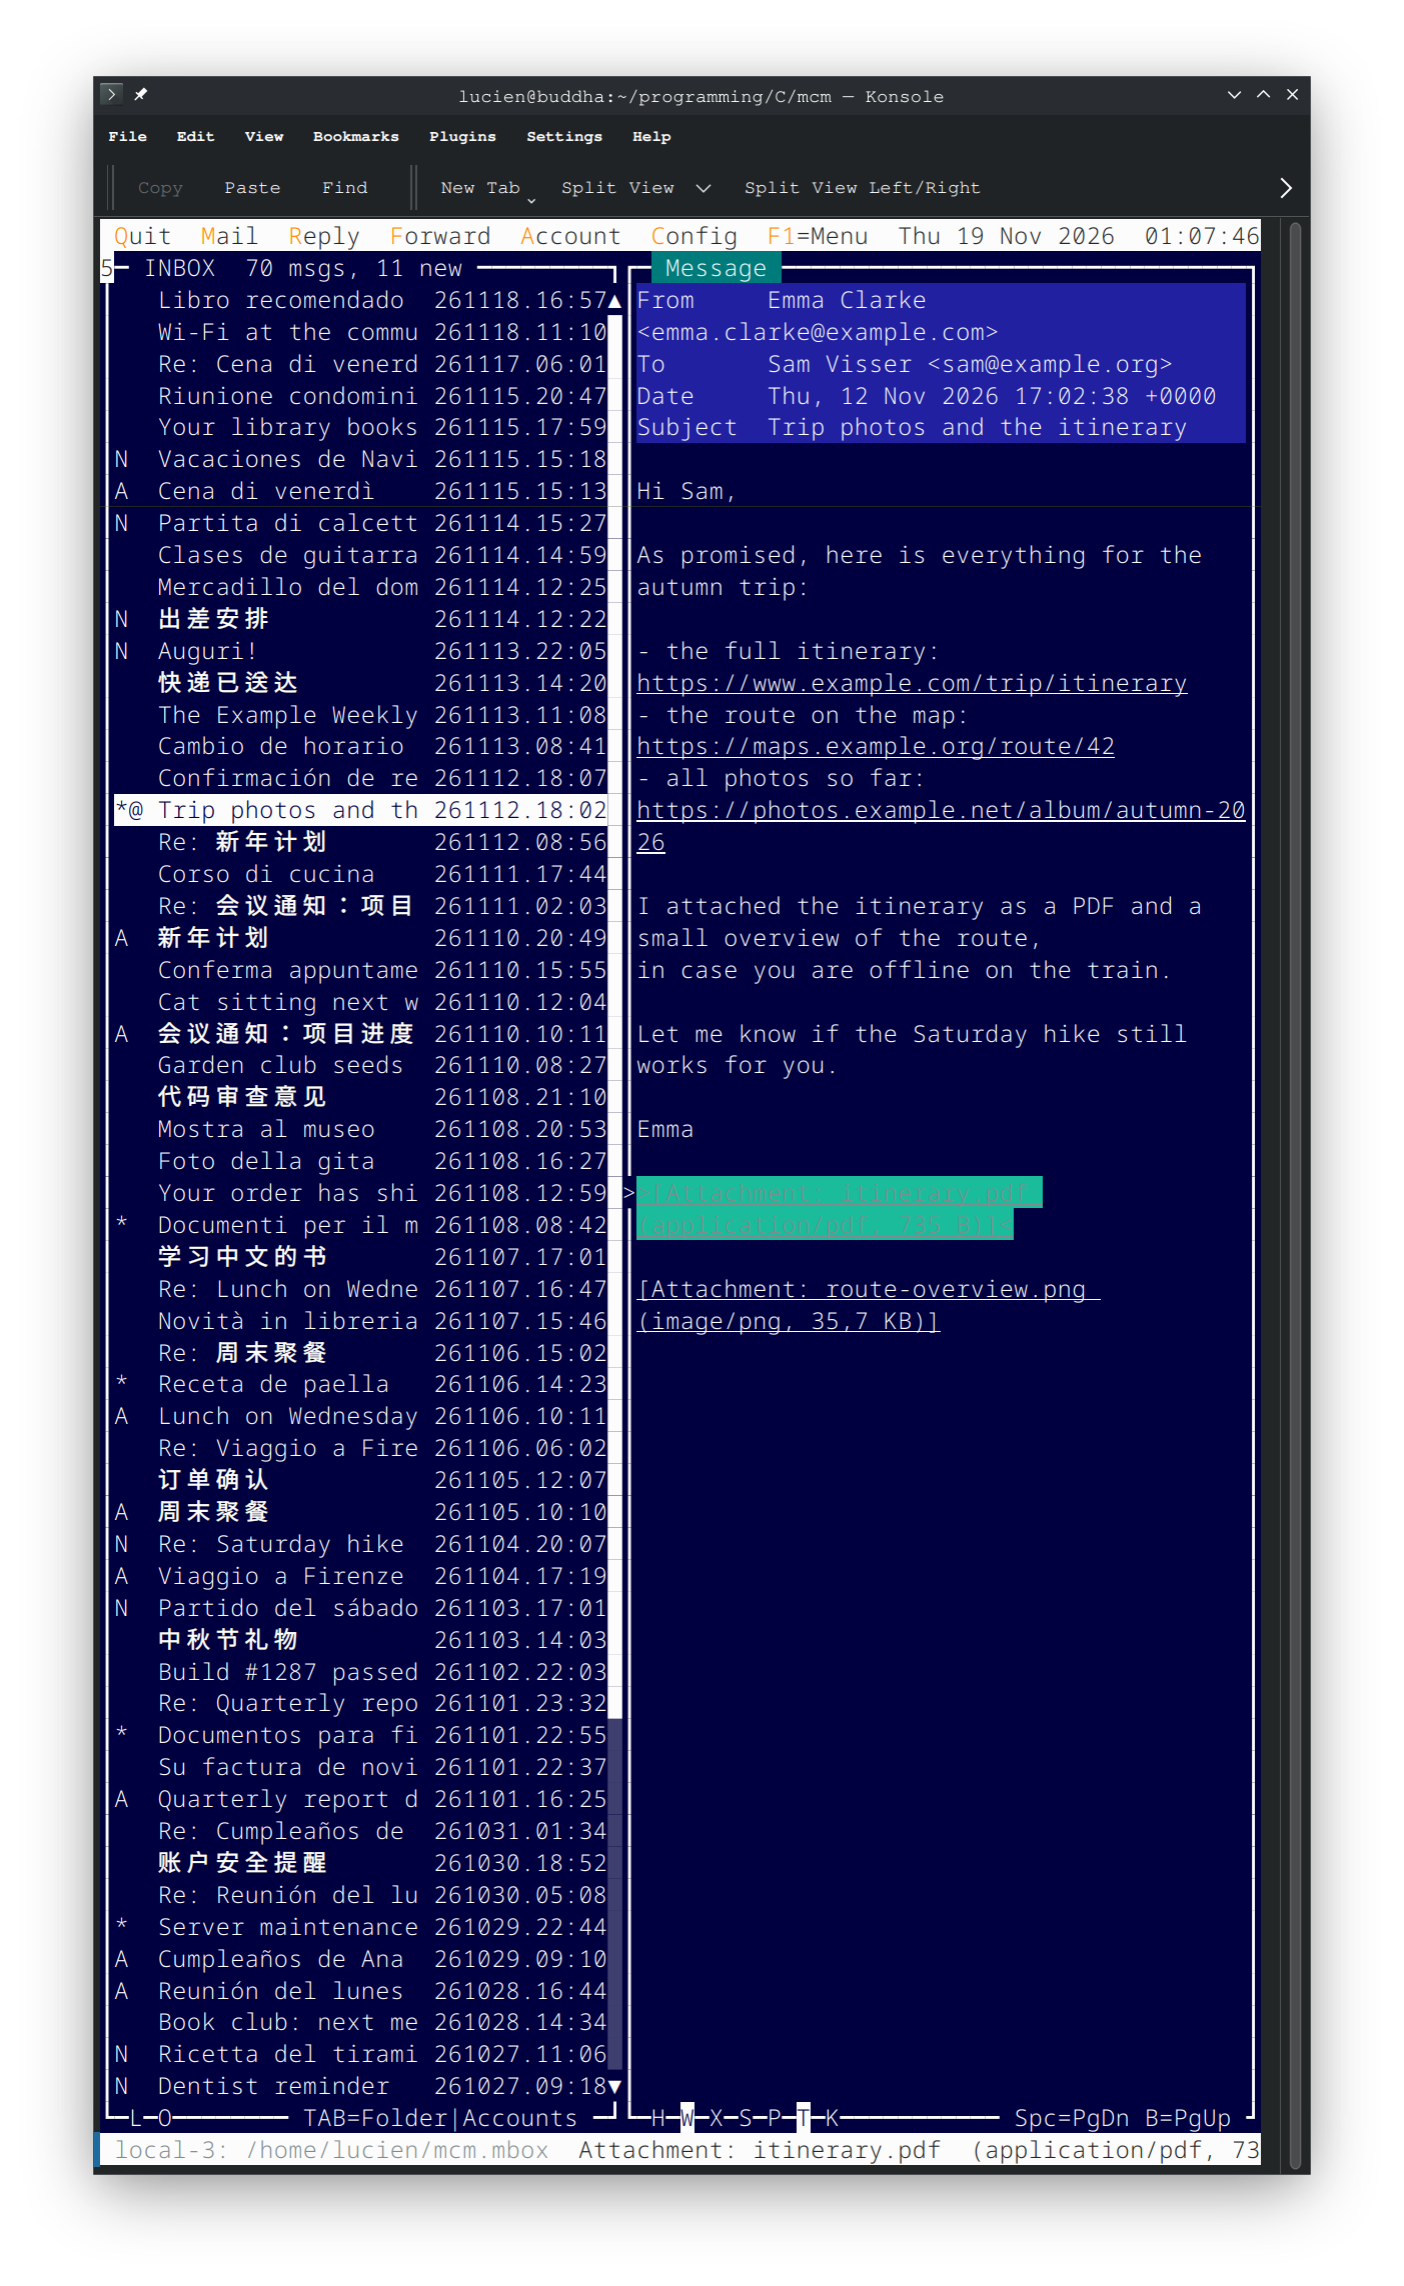 lucien@buddha:~/programming/C/mcm — Konsole
File Edit View Bookmarks Plugins Settings Help
Copy Paste Find New Tab Split View Split View Left/Right
Quit Mail Reply Forward Account Config F1=Menu Thu 19 Nov 2026 01:07:46
5 INBOX 70 msgs, 11 new
Libro recomendado 261118.16:57
Wi-Fi at the commu 261118.11:10
Re: Cena di venerd 261117.06:01
Riunione condomini 261115.20:47
Your library books 261115.17:59
N Vacaciones de Navi 261115.15:18
A Cena di venerdì 261115.15:13
N Partita di calcett 261114.15:27
Clases de guitarra 261114.14:59
Mercadillo del dom 261114.12:25
N 出差安排 261114.12:22
N Auguri! 261113.22:05
快递已送达 261113.14:20
The Example Weekly 261113.11:08
Cambio de horario 261113.08:41
Confirmación de re 261112.18:07
*@ Trip photos and th 261112.18:02
Re: 新年计划 261112.08:56
Corso di cucina 261111.17:44
Re: 会议通知：项目 261111.02:03
A 新年计划 261110.20:49
Conferma appuntame 261110.15:55
Cat sitting next w 261110.12:04
A 会议通知：项目进度 261110.10:11
Garden club seeds 261110.08:27
代码审查意见 261108.21:10
Mostra al museo 261108.20:53
Foto della gita 261108.16:27
Your order has shi 261108.12:59
* Documenti per il m 261108.08:42
学习中文的书 261107.17:01
Re: Lunch on Wedne 261107.16:47
Novità in libreria 261107.15:46
Re: 周末聚餐 261106.15:02
* Receta de paella 261106.14:23
A Lunch on Wednesday 261106.10:11
Re: Viaggio a Fire 261106.06:02
订单确认 261105.12:07
A 周末聚餐 261105.10:10
N Re: Saturday hike 261104.20:07
A Viaggio a Firenze 261104.17:19
N Partido del sábado 261103.17:01
中秋节礼物 261103.14:03
Build #1287 passed 261102.22:03
Re: Quarterly repo 261101.23:32
* Documentos para fi 261101.22:55
Su factura de novi 261101.22:37
A Quarterly report d 261101.16:25
Re: Cumpleaños de 261031.01:34
账户安全提醒 261030.18:52
Re: Reunión del lu 261030.05:08
* Server maintenance 261029.22:44
A Cumpleaños de Ana 261029.09:10
A Reunión del lunes 261028.16:44
Book club: next me 261028.14:34
N Ricetta del tirami 261027.11:06
N Dentist reminder 261027.09:18
L O TAB=Folder|Accounts
Message
From Emma Clarke
<emma.clarke@example.com>
To Sam Visser <sam@example.org>
Date Thu, 12 Nov 2026 17:02:38 +0000
Subject Trip photos and the itinerary
Hi Sam,
As promised, here is everything for the
autumn trip:
- the full itinerary:
https://www.example.com/trip/itinerary
- the route on the map:
https://maps.example.org/route/42
- all photos so far:
https://photos.example.net/album/autumn-20
26
I attached the itinerary as a PDF and a
small overview of the route,
in case you are offline on the train.
Let me know if the Saturday hike still
works for you.
Emma
>>[Attachment: itinerary.pdf
(application/pdf, 735 B)]<
[Attachment: route-overview.png
(image/png, 35,7 KB)]
H W X S P T K Spc=PgDn B=PgUp
local-3: /home/lucien/mcm.mbox Attachment: itinerary.pdf (application/pdf, 73